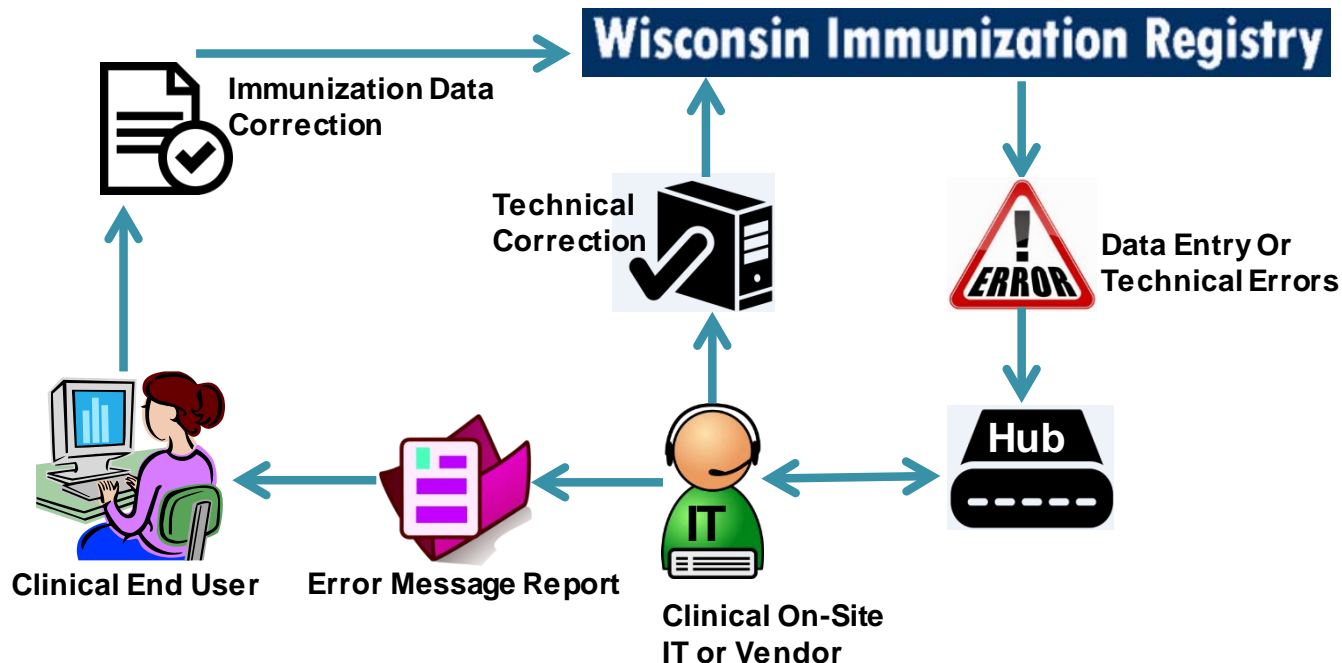 Wisconsin Immunization Registry
Immunization Data
Correction
Technical
Correction
ERROR
Data Entry Or
Technical Errors
Hub
IT
Clinical End User
Error Message Report
Clinical On-Site
IT or Vendor